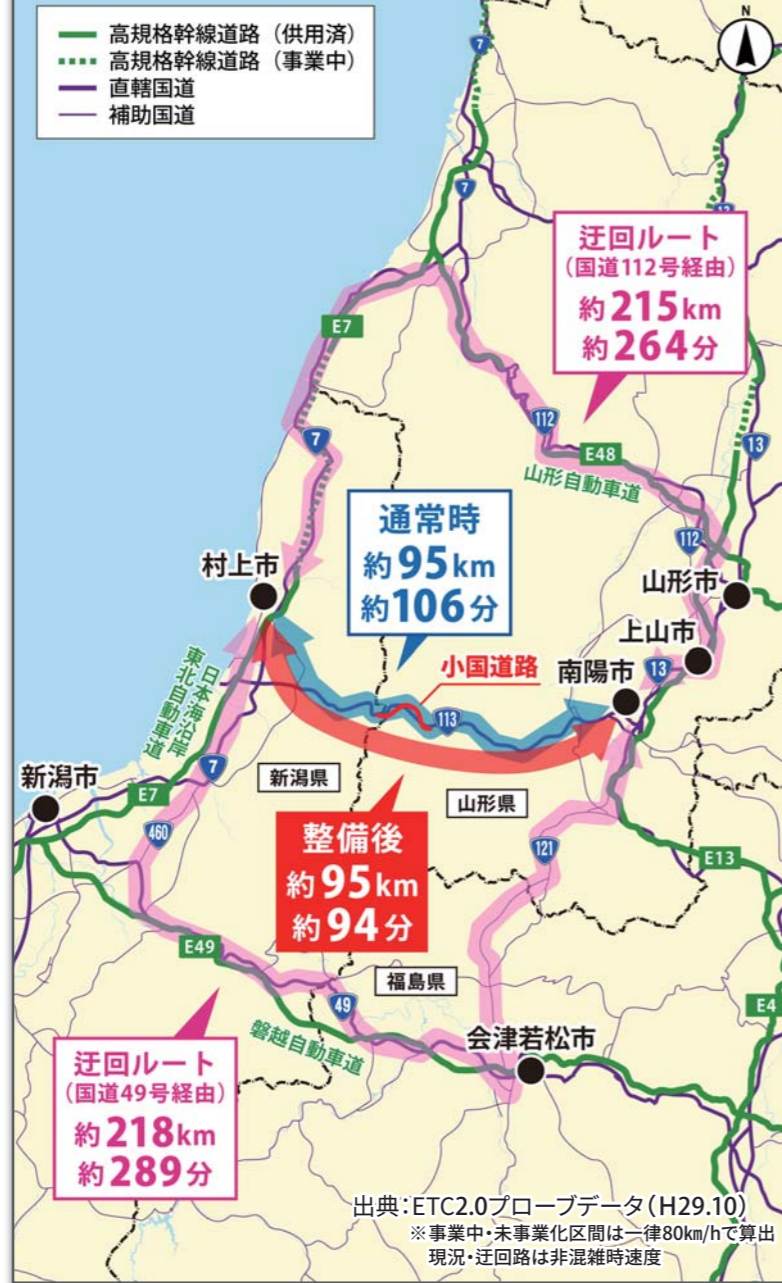 高規格幹線道路（供用済）
高規格幹線道路（事業中）
直轄国道
補助国道
N
7
7
13
迂回ルート
（国道112号経由）
約215km
約264分
E7
7
112
E48
山形自動車道
13
112
通常時
約95km
約106分
村上市
山形市
上山市
小国道路
南陽市
13
113
日本海沿岸
東北自動車道
7
新潟県
山形県
新潟市
E7
460
整備後
約95km
約94分
121
E13
E49
福島県
49
E4
磐越自動車道
会津若松市
迂回ルート
（国道49号経由）
約218km
約289分
出典：ETC2.0プローブデータ（H29.10）
※事業中・未事業化区間は一律80km/hで算出
現況・迂回路は非混雑時速度